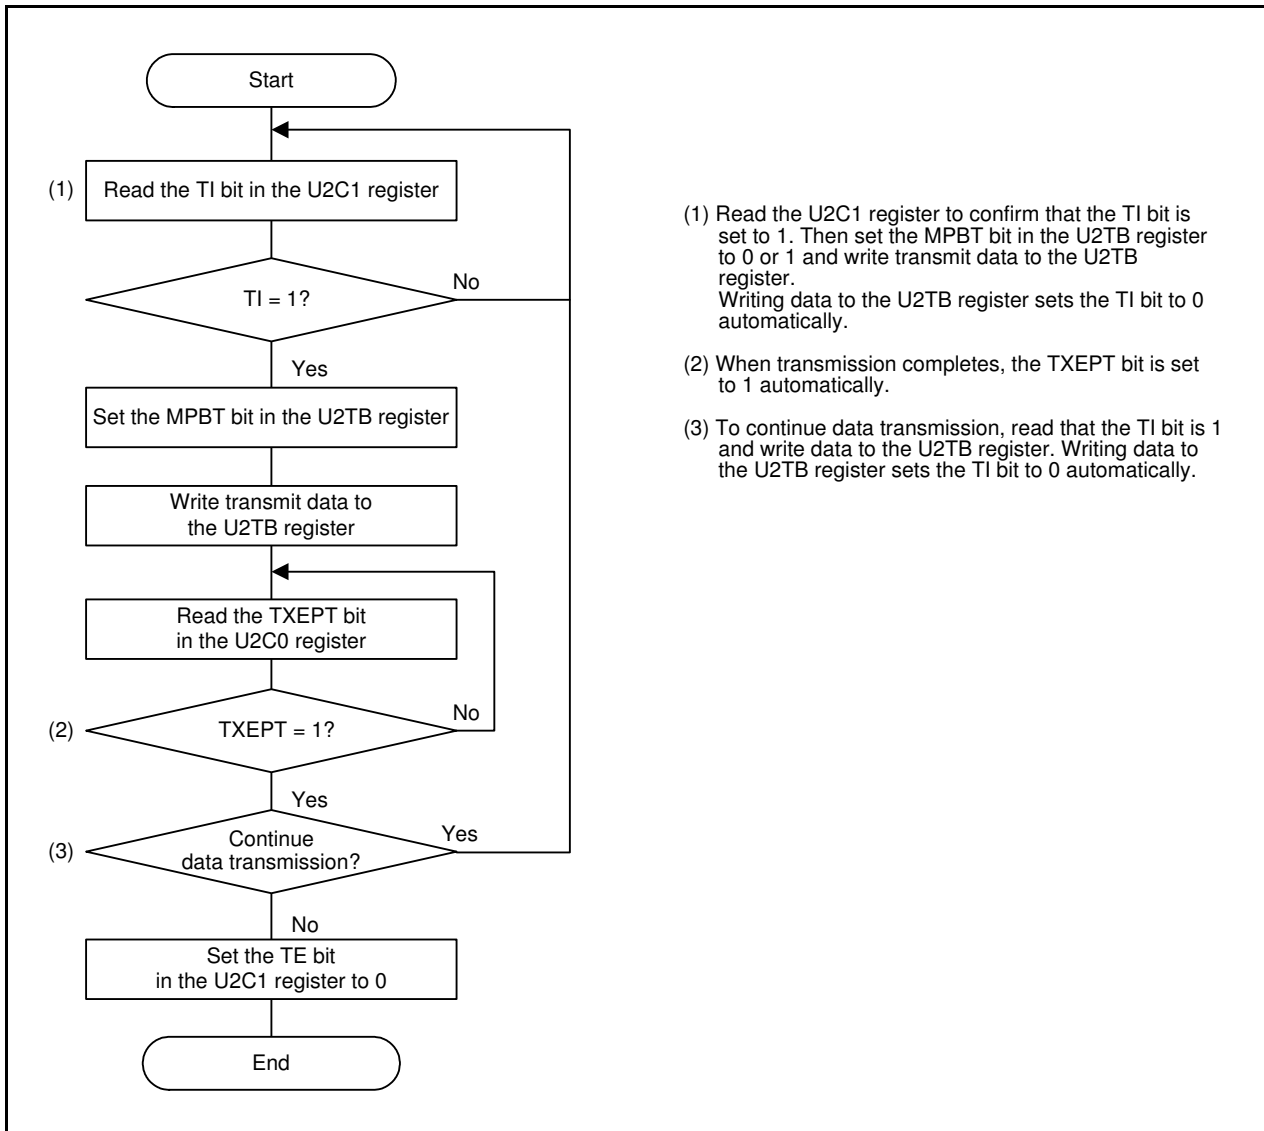 Start
(1) Read the TI bit in the U2C1 register
TI = 1?
No
Yes
Set the MPBT bit in the U2TB register
Write transmit data to
the U2TB register
Read the TXEPT bit
in the U2C0 register
(2) TXEPT = 1?
No
Yes
(3) Continue
data transmission?
Yes
No
Set the TE bit
in the U2C1 register to 0
End
(1) Read the U2C1 register to confirm that the TI bit is
set to 1. Then set the MPBT bit in the U2TB register
to 0 or 1 and write transmit data to the U2TB
register.
Writing data to the U2TB register sets the TI bit to 0
automatically.
(2) When transmission completes, the TXEPT bit is set
to 1 automatically.
(3) To continue data transmission, read that the TI bit is 1
and write data to the U2TB register. Writing data to
the U2TB register sets the TI bit to 0 automatically.